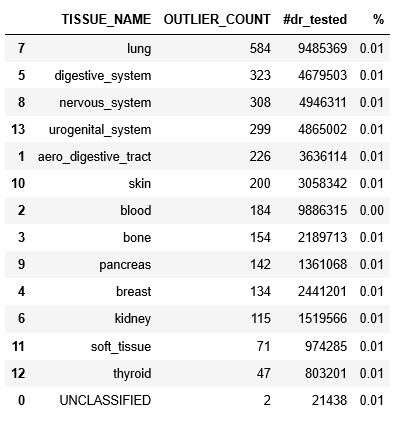 TISSUE_NAME OUTLIER_COUNT #dr_tested %
7 lung 584 9485369 0.01
5 digestive_system 323 4679503 0.01
8 nervous_system 308 4946311 0.01
13 urogenital_system 299 4865002 0.01
1 aero_digestive_tract 226 3636114 0.01
10 skin 200 3058342 0.01
2 blood 184 9886315 0.00
3 bone 154 2189713 0.01
9 pancreas 142 1361068 0.01
4 breast 134 2441201 0.01
6 kidney 115 1519566 0.01
11 soft_tissue 71 974285 0.01
12 thyroid 47 803201 0.01
0 UNCLASSIFIED 2 21438 0.01